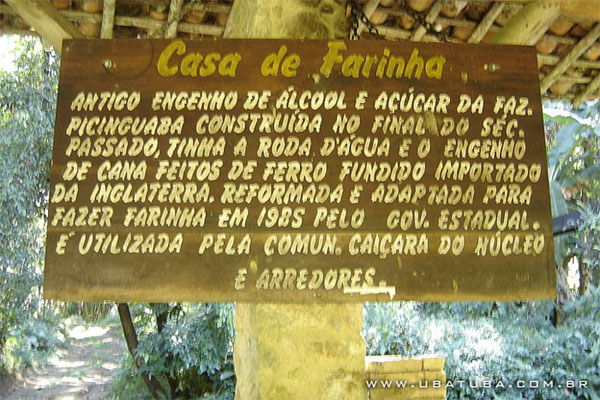 Casa de Farinha
ANTIGO ENGENHO DE ÁLCOOL E AÇÚCAR DA FAZ.
PICINGUABA CONSTRUÍDA NO FINAL DO SÉC.
PASSADO, TINHA A RODA D'ÁGUA E O ENGENHO
DE CANA FEITOS DE FERRO FUNDIDO IMPORTADO
DA INGLATERRA. REFORMADA E ADAPTADA PARA
FAZER FARINHA EM 1985 PELO GOV. ESTADUAL.
É UTILIZADA PELA COMUN. CAIÇARA DO NÚCLEO
E ARREDORES.
WWW.UBATUBA.COM.BR